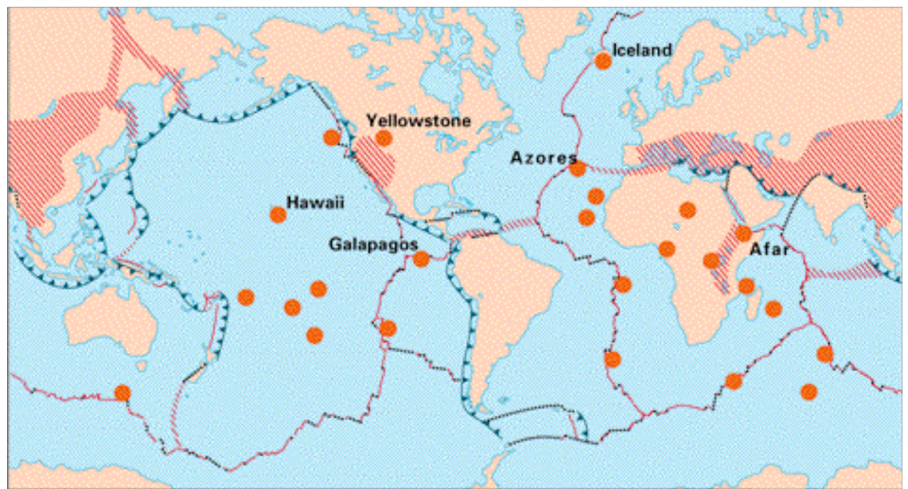 Iceland
Yellowstone
Azores
Hawaii
Galapagos
Afar